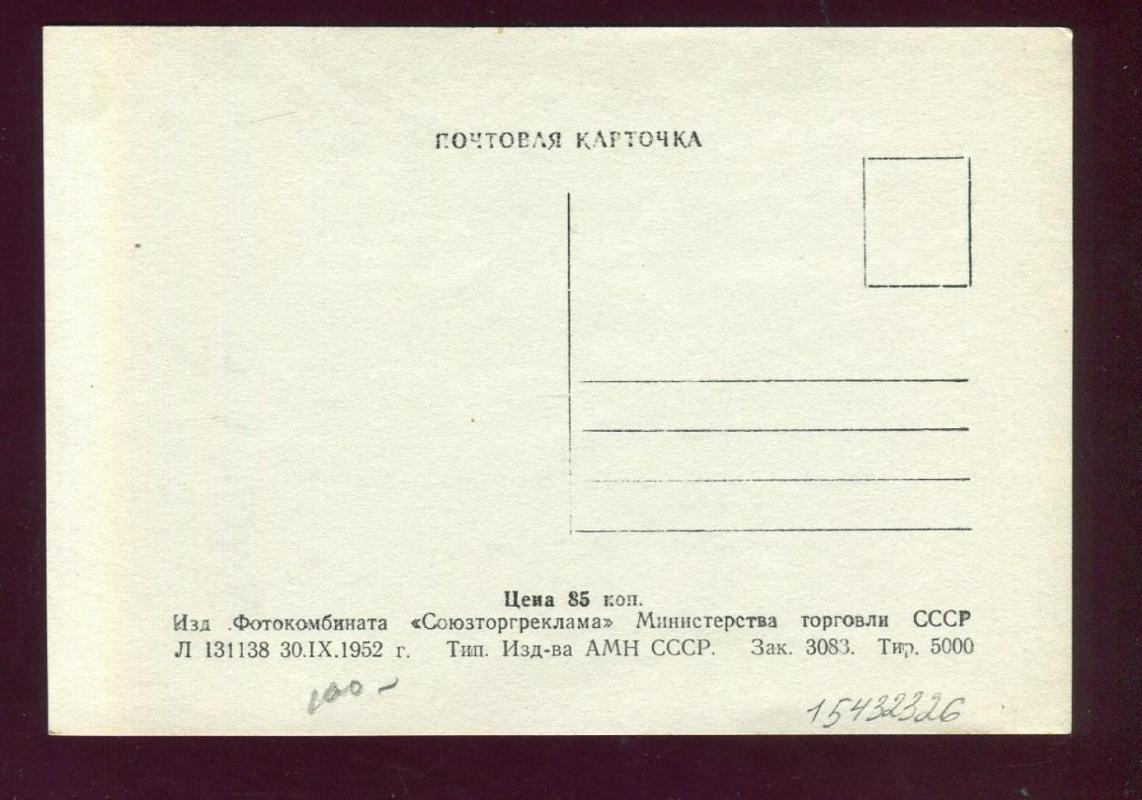 ПОЧТОВАЯ КАРТОЧКА
Цена 85 коп.
Изд .Фотокомбината «Союзторгреклама» Министерства торговли СССР
Л 131138 30.IX.1952 г. Тип. Изд-ва АМН СССР. Зак. 3083. Тир. 5000
100 –
15432326